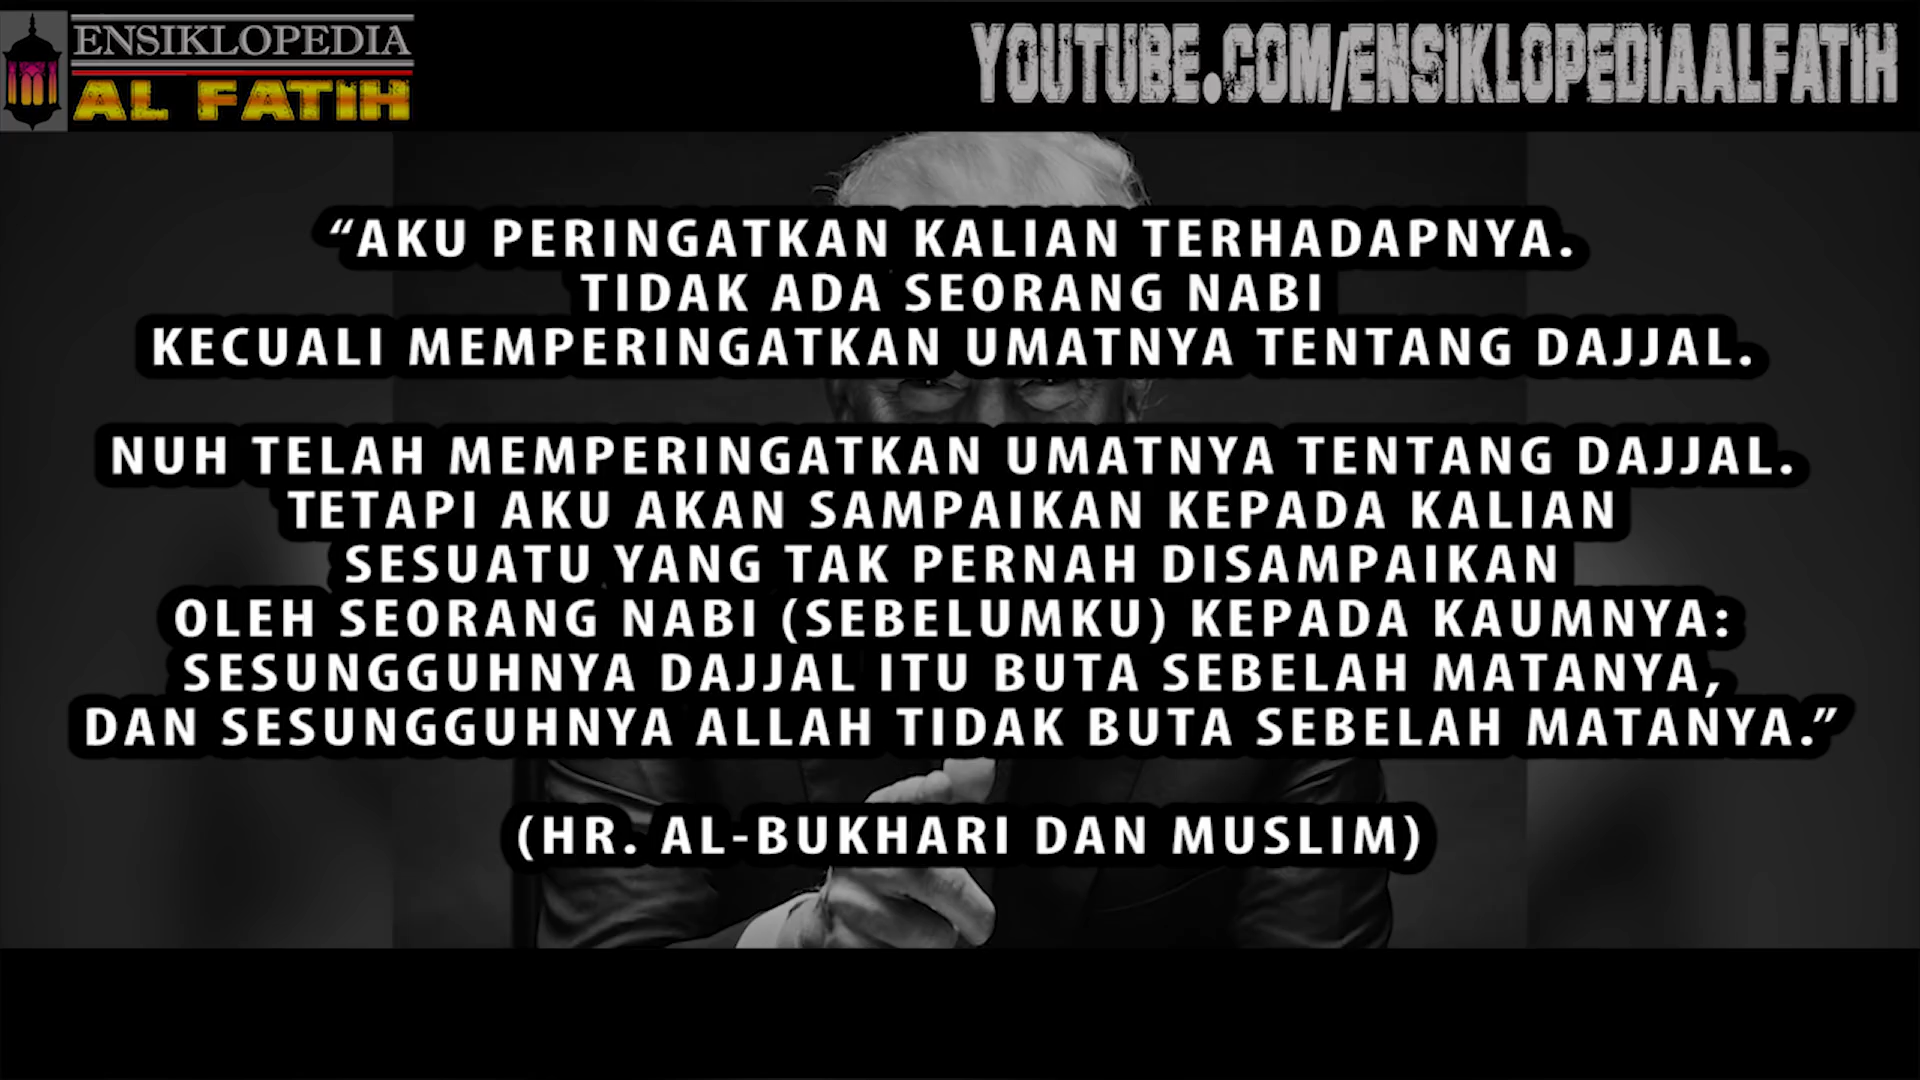 ENSIKLOPEDIA
AL FATIH
YOUTUBE.COM/ENSIKLOPEDIAALFATIH
“AKU PERINGATKAN KALIAN TERHADAPNYA.
TIDAK ADA SEORANG NABI
KECUALI MEMPERINGATKAN UMATNYA TENTANG DAJJAL.
NUH TELAH MEMPERINGATKAN UMATNYA TENTANG DAJJAL.
TETAPI AKU AKAN SAMPAIKAN KEPADA KALIAN
SESUATU YANG TAK PERNAH DISAMPAIKAN
OLEH SEORANG NABI (SEBELUMKU) KEPADA KAUMNYA:
SESUNGGUHNYA DAJJAL ITU BUTA SEBELAH MATANYA,
DAN SESUNGGUHNYA ALLAH TIDAK BUTA SEBELAH MATANYA.”
(HR. AL-BUKHARI DAN MUSLIM)